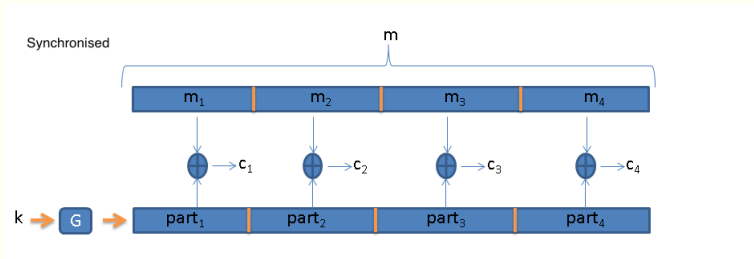 m
Synchronised
m₁ m₂ m₃ m₄
c₁ c₂ c₃ c₄
k G part₁ part₂ part₃ part₄